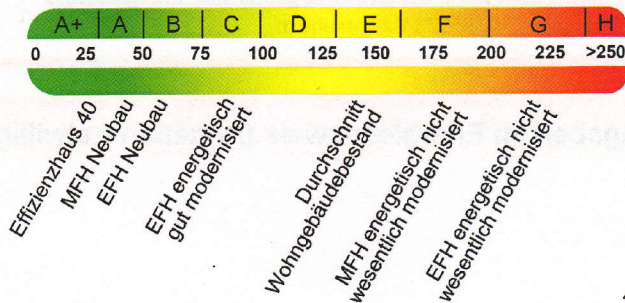 A+ A B C D E F G H
0 25 50 75 100 125 150 175 200 225 >250
Effizienzhaus 40
MFH Neubau
EFH Neubau
EFH energetisch
gut modernisiert
Durchschnitt
Wohngebäudebestand
MFH energetisch nicht
wesentlich modernisiert
EFH energetisch nicht
wesentlich modernisiert